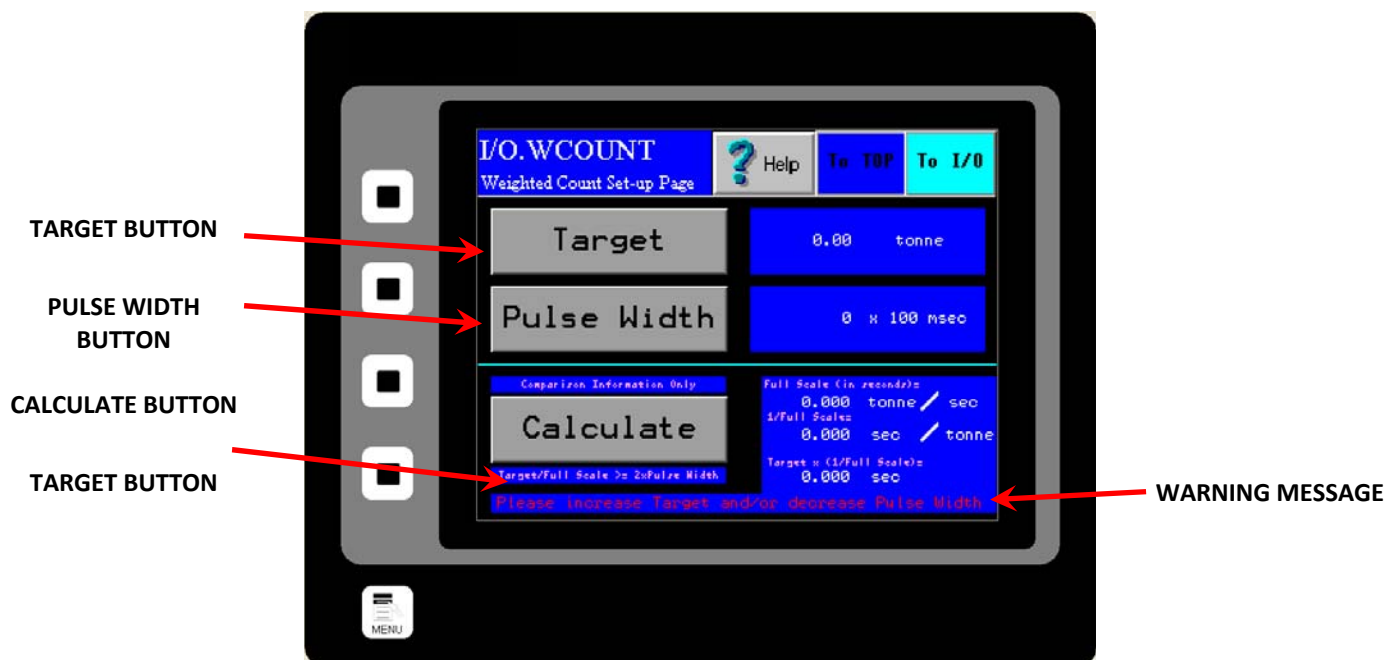 I/O.WCOUNT
Weighted Count Set-up Page
Help
To TOP
To I/O
TARGET BUTTON
Target
0.00 tonne
PULSE WIDTH
BUTTON
Pulse Width
0 x 100 msec
CALCULATE BUTTON
Comparison Information Only
Calculate
Target/Full Scale >= 2xPulse Width
Full Scale (in seconds)=
0.000 tonne / sec
1/Full Scale=
0.000 sec / tonne
Target x (1/Full Scale)=
0.000 sec
TARGET BUTTON
WARNING MESSAGE
Please increase Target and/or decrease Pulse Width
MENU